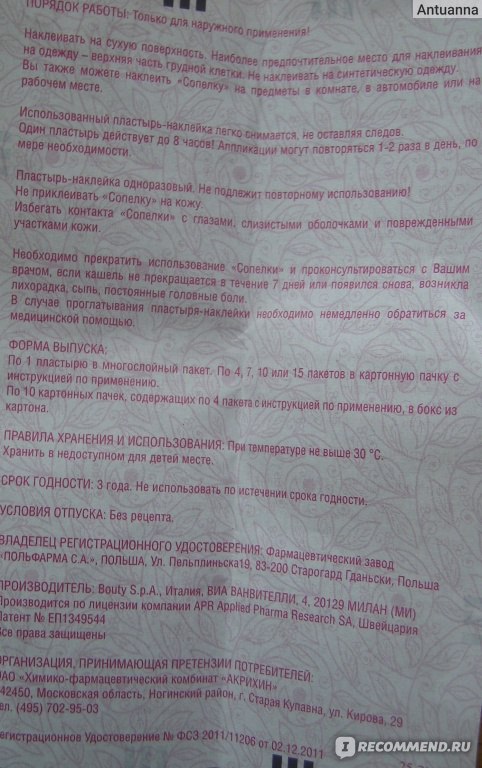 Antuanna
ПОРЯДОК РАБОТЫ: Только для наружного применения!
Наклеивать на сухую поверхность. Наиболее предпочтительное место для наклеивания
на одежду – верхняя часть грудной клетки. Не наклеивать на синтетическую одежду.
Вы также можете наклеить «Сопелку» на предметы в комнате, в автомобиле или на
рабочем месте.
Использованный пластырь-наклейка легко снимается, не оставляя следов.
Один пластырь действует до 8 часов! Аппликации могут повторяться 1-2 раза в день, по
мере необходимости.
Пластырь-наклейка одноразовый. Не подлежит повторному использованию!
Не приклеивать «Сопелку» на кожу.
Избегать контакта «Сопелки» с глазами, слизистыми оболочками и поврежденными
участками кожи.
Необходимо прекратить использование «Сопелки» и проконсультироваться с Вашим
врачом, если кашель не прекращается в течение 7 дней или появился снова, возникла
лихорадка, сыпь, постоянные головные боли.
В случае проглатывания пластыря-наклейки необходимо немедленно обратиться за
медицинской помощью.
ФОРМА ВЫПУСКА:
По 1 пластырю в многослойный пакет. По 4, 7, 10 или 15 пакетов в картонную пачку с
инструкцией по применению.
По 10 картонных пачек, содержащих по 4 пакета с инструкцией по применению, в бокс из
картона.
ПРАВИЛА ХРАНЕНИЯ И ИСПОЛЬЗОВАНИЯ: При температуре не выше 30 °C.
Хранить в недоступном для детей месте.
СРОК ГОДНОСТИ: 3 года. Не использовать по истечении срока годности.
УСЛОВИЯ ОТПУСКА: Без рецепта.
ВЛАДЕЛЕЦ РЕГИСТРАЦИОННОГО УДОСТОВЕРЕНИЯ: Фармацевтический завод
«ПОЛЬФАРМА С.А.», ПОЛЬША, Ул. Пельплиньска19, 83-200 Старогард Гданьски, Польша
ПРОИЗВОДИТЕЛЬ: Bouty S.p.A., Италия, ВИА ВАНВИТЕЛЛИ, 4, 20129 МИЛАН (МИ)
Производится по лицензии компании APR Applied Pharma Research SA, Швейцария
Патент № ЕП1349544
Все права защищены
ОРГАНИЗАЦИЯ, ПРИНИМАЮЩАЯ ПРЕТЕНЗИИ ПОТРЕБИТЕЛЕЙ:
ОАО «Химико-фармацевтический комбинат «АКРИХИН»
142450, Московская область, Ногинский район, г. Старая Купавна, ул. Кирова, 29
Тел. (495) 702-95-03
Регистрационное Удостоверение № ФСЗ 2011/11206 от 02.12.2011
I RECOMMEND.RU